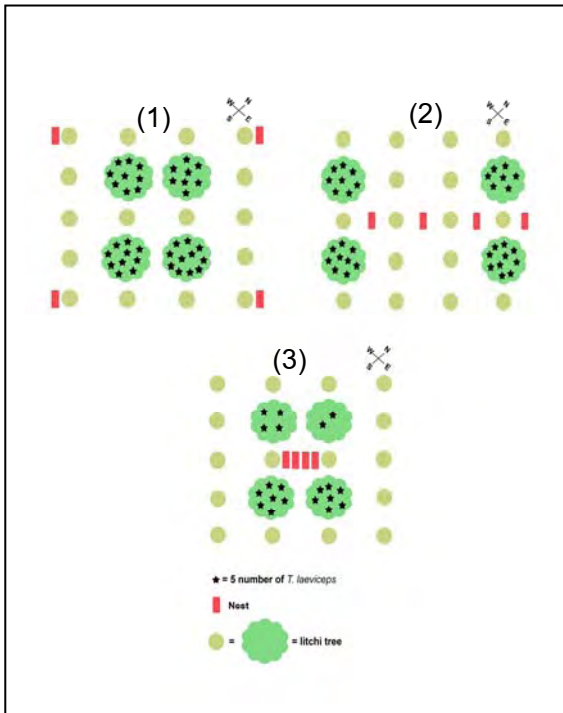 (1)
(2)
W N
S E
W N
S E
(3)
W N
S E
★ = 5 number of T. laeviceps
Nest
= = litchi tree